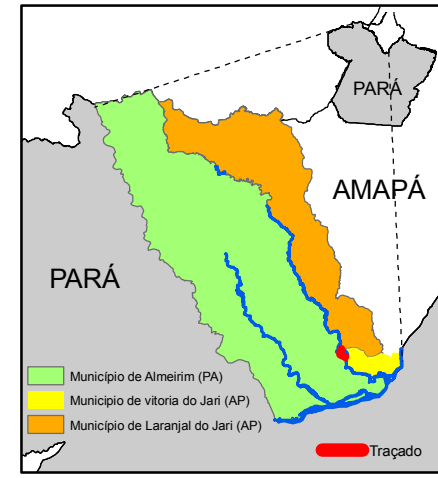 PARÁ
AMAPÁ
PARÁ
Município de Almeirim (PA)
Municipio de vitoria do Jari (AP)
Município de Laranjal do Jari (AP)
Traçado